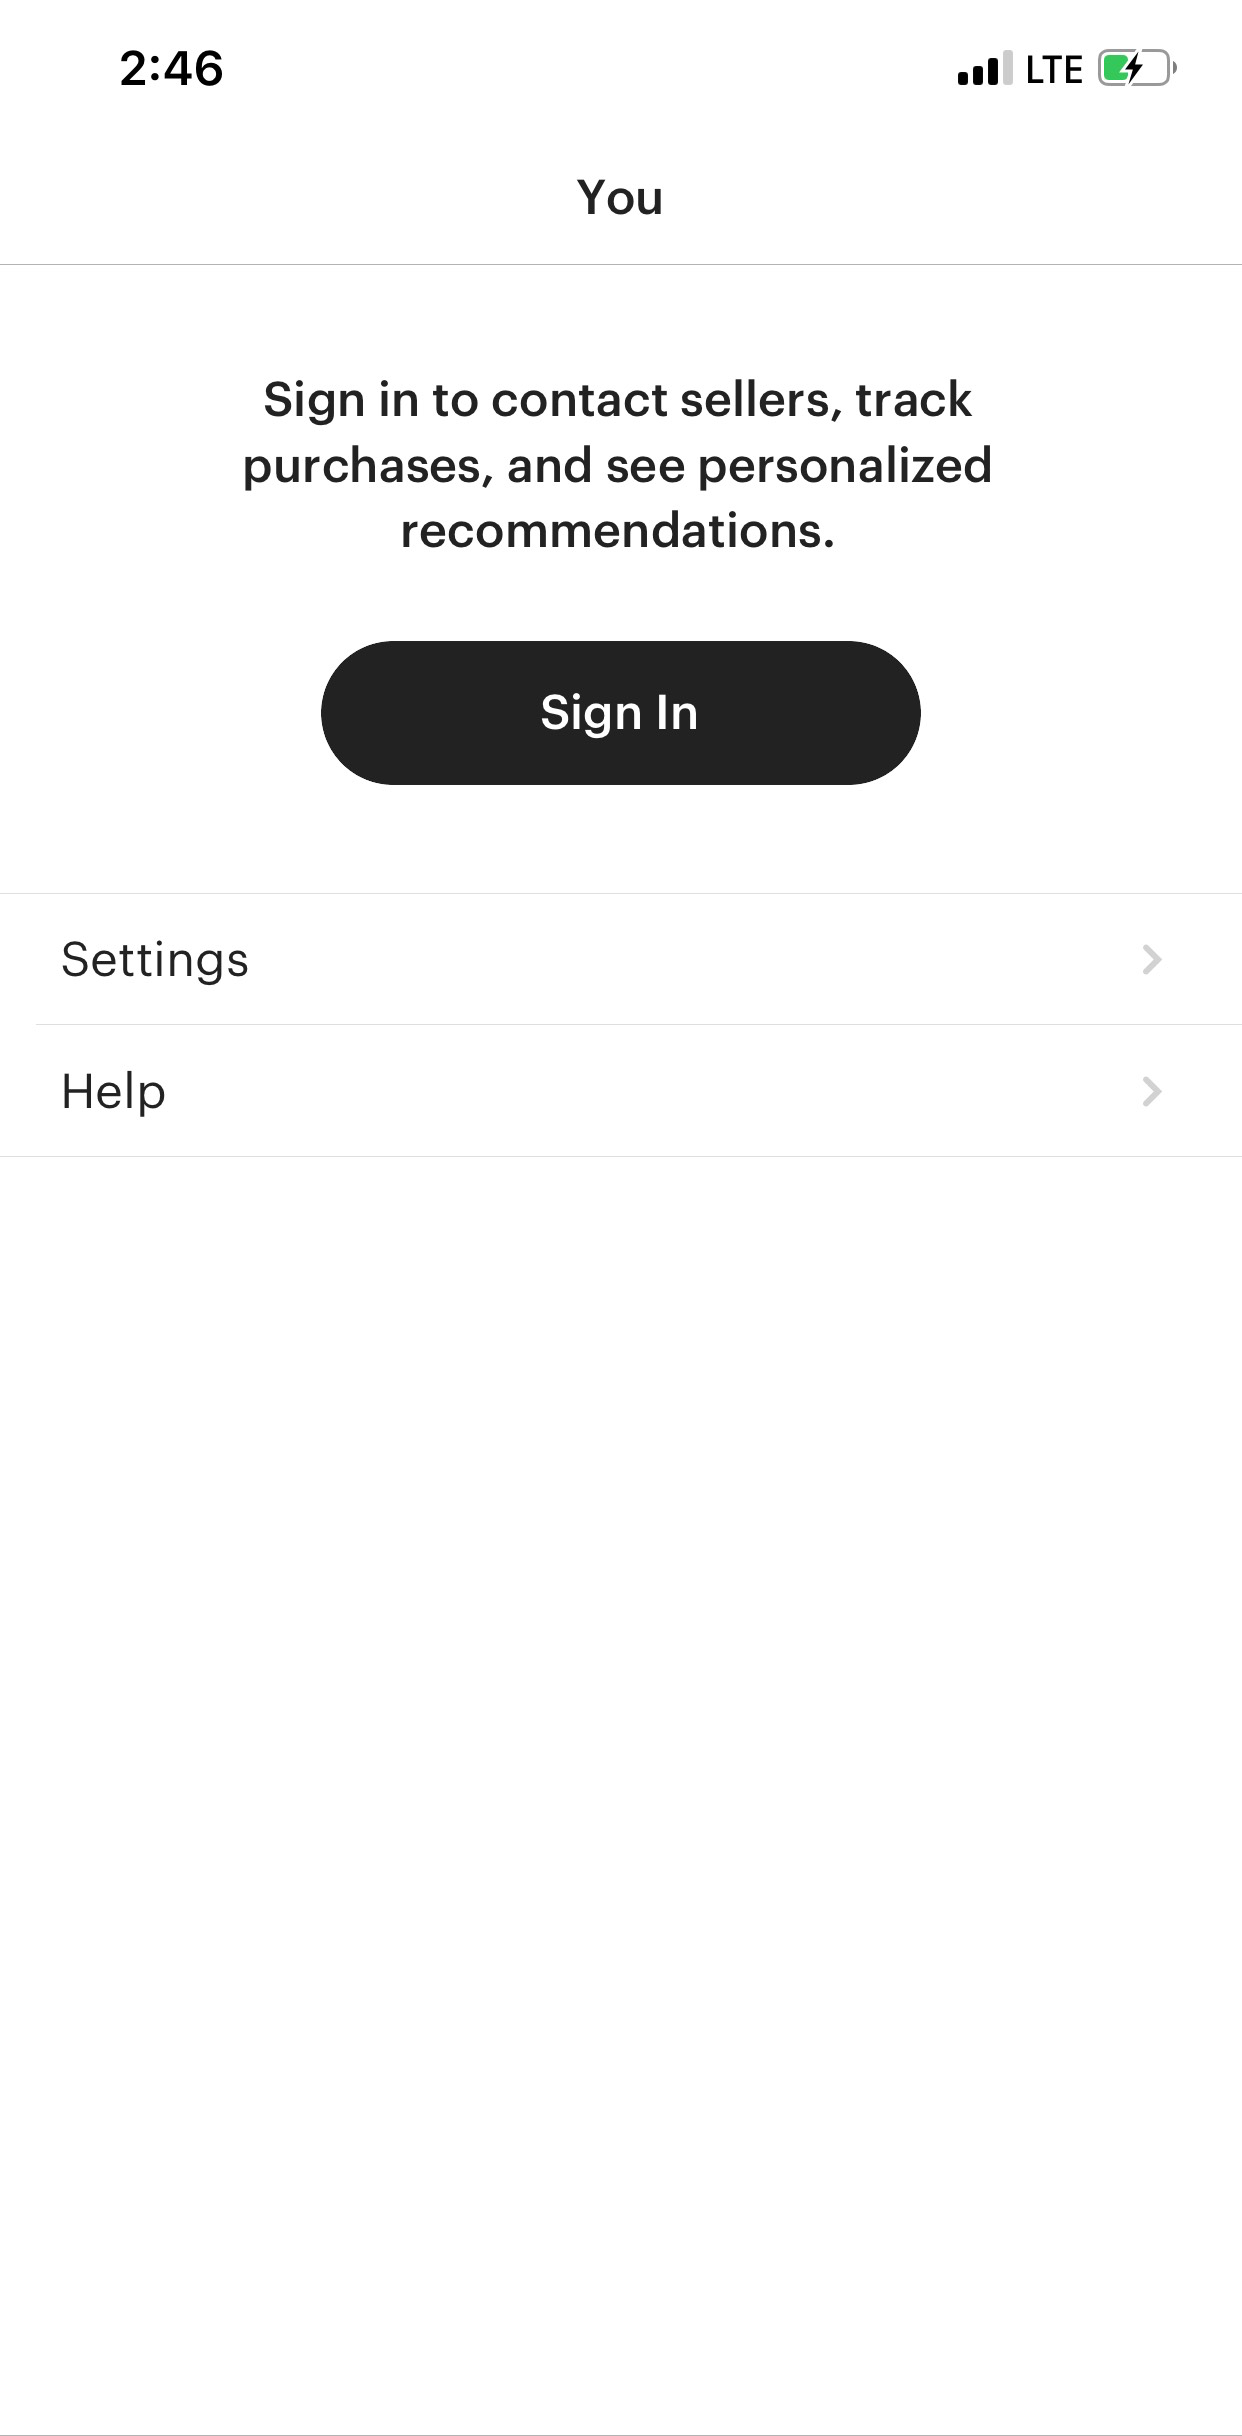 2:46
LTE
You
Sign in to contact sellers, track
purchases, and see personalized
recommendations.
Sign In
Settings
Help